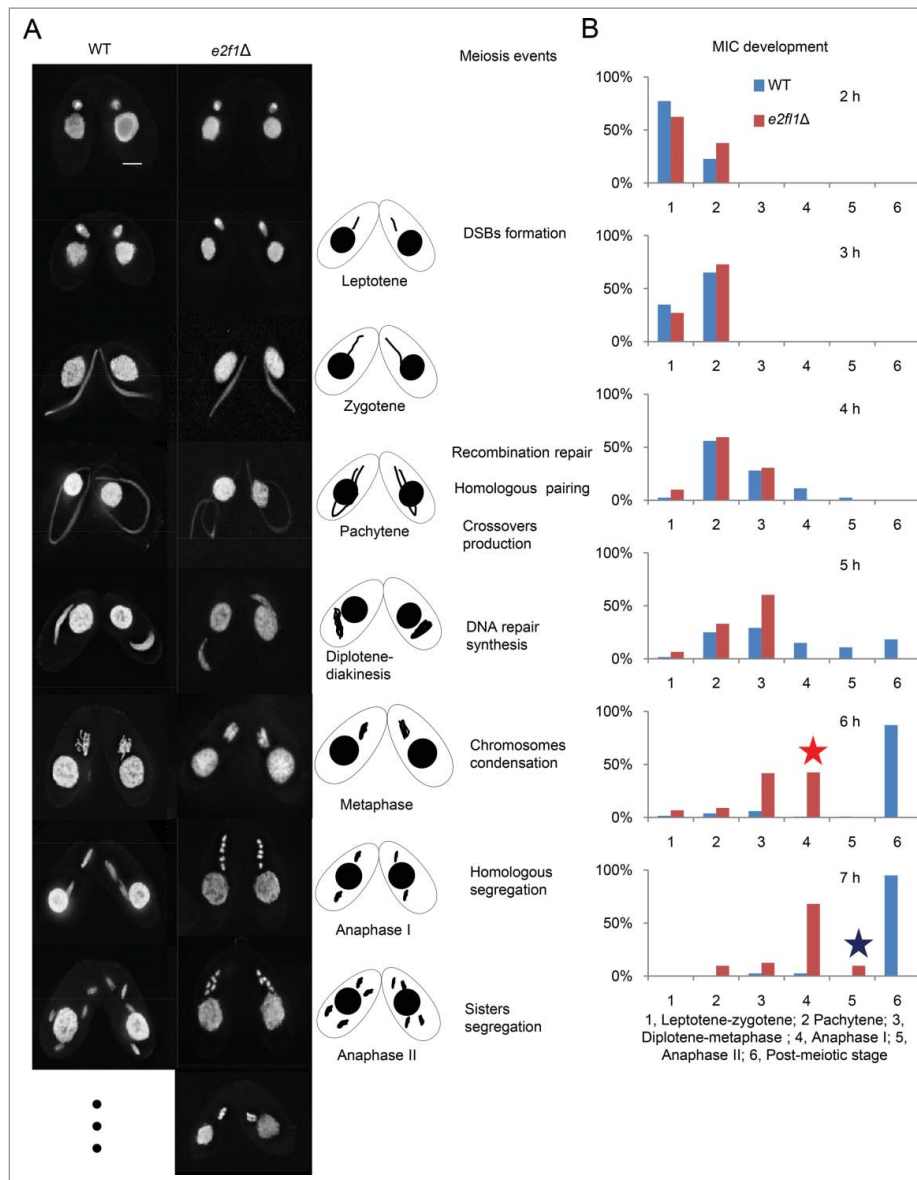 A
WT
e2f1Δ
Meiosis events
Leptotene
DSBs formation
Zygotene
Recombination repair
Homologous pairing
Pachytene
Crossovers
production
Diplotene-
diakinesis
DNA repair
synthesis
Chromosomes
condensation
Metaphase
Homologous
segregation
Anaphase I
Sisters
segregation
Anaphase II
B
MIC development
WT
e2fl1Δ
2 h
100%
50%
0%
1 2 3 4 5 6
3 h
100%
50%
0%
1 2 3 4 5 6
4 h
100%
50%
0%
1 2 3 4 5 6
5 h
100%
50%
0%
1 2 3 4 5 6
6 h
100%
50%
0%
1 2 3 4 5 6
7 h
100%
50%
0%
1 2 3 4 5 6
1, Leptotene-zygotene; 2 Pachytene; 3,
Diplotene-metaphase ; 4, Anaphase I; 5,
Anaphase II; 6, Post-meiotic stage